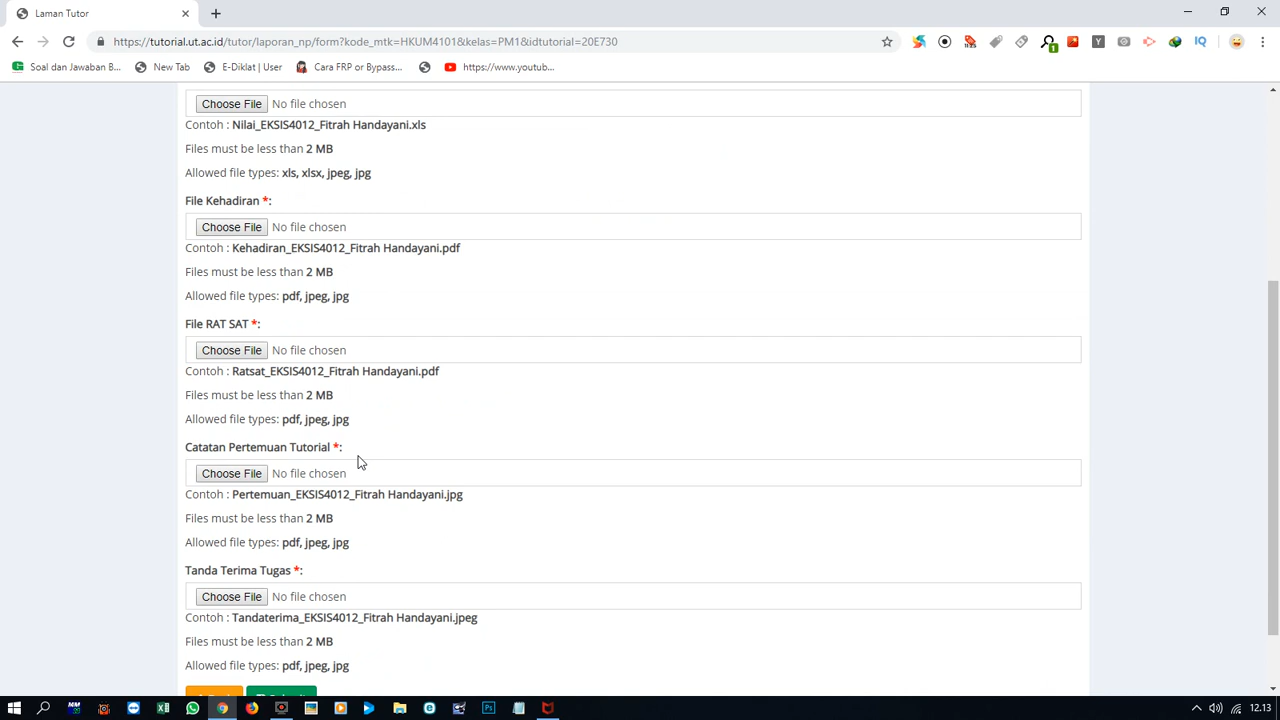 Laman Tutor
https://tutorial.ut.ac.id/tutor/laporan_np/form?kode_mtk=HKUM4101&kelas=PM1&idtutorial=20E730
Soal dan Jawaban B... New Tab E-Diklat | User Cara FRP or Bypass... https://www.youtub...
Choose File No file chosen
Contoh : Nilai_EKSIS4012_Fitrah Handayani.xls
Files must be less than 2 MB
Allowed file types: xls, xlsx, jpeg, jpg
File Kehadiran *:
Choose File No file chosen
Contoh : Kehadiran_EKSIS4012_Fitrah Handayani.pdf
Files must be less than 2 MB
Allowed file types: pdf, jpeg, jpg
File RAT SAT *:
Choose File No file chosen
Contoh : Ratsat_EKSIS4012_Fitrah Handayani.pdf
Files must be less than 2 MB
Allowed file types: pdf, jpeg, jpg
Catatan Pertemuan Tutorial *:
Choose File No file chosen
Contoh : Pertemuan_EKSIS4012_Fitrah Handayani.jpg
Files must be less than 2 MB
Allowed file types: pdf, jpeg, jpg
Tanda Terima Tugas *:
Choose File No file chosen
Contoh : Tandaterima_EKSIS4012_Fitrah Handayani.jpeg
Files must be less than 2 MB
Allowed file types: pdf, jpeg, jpg
12.13